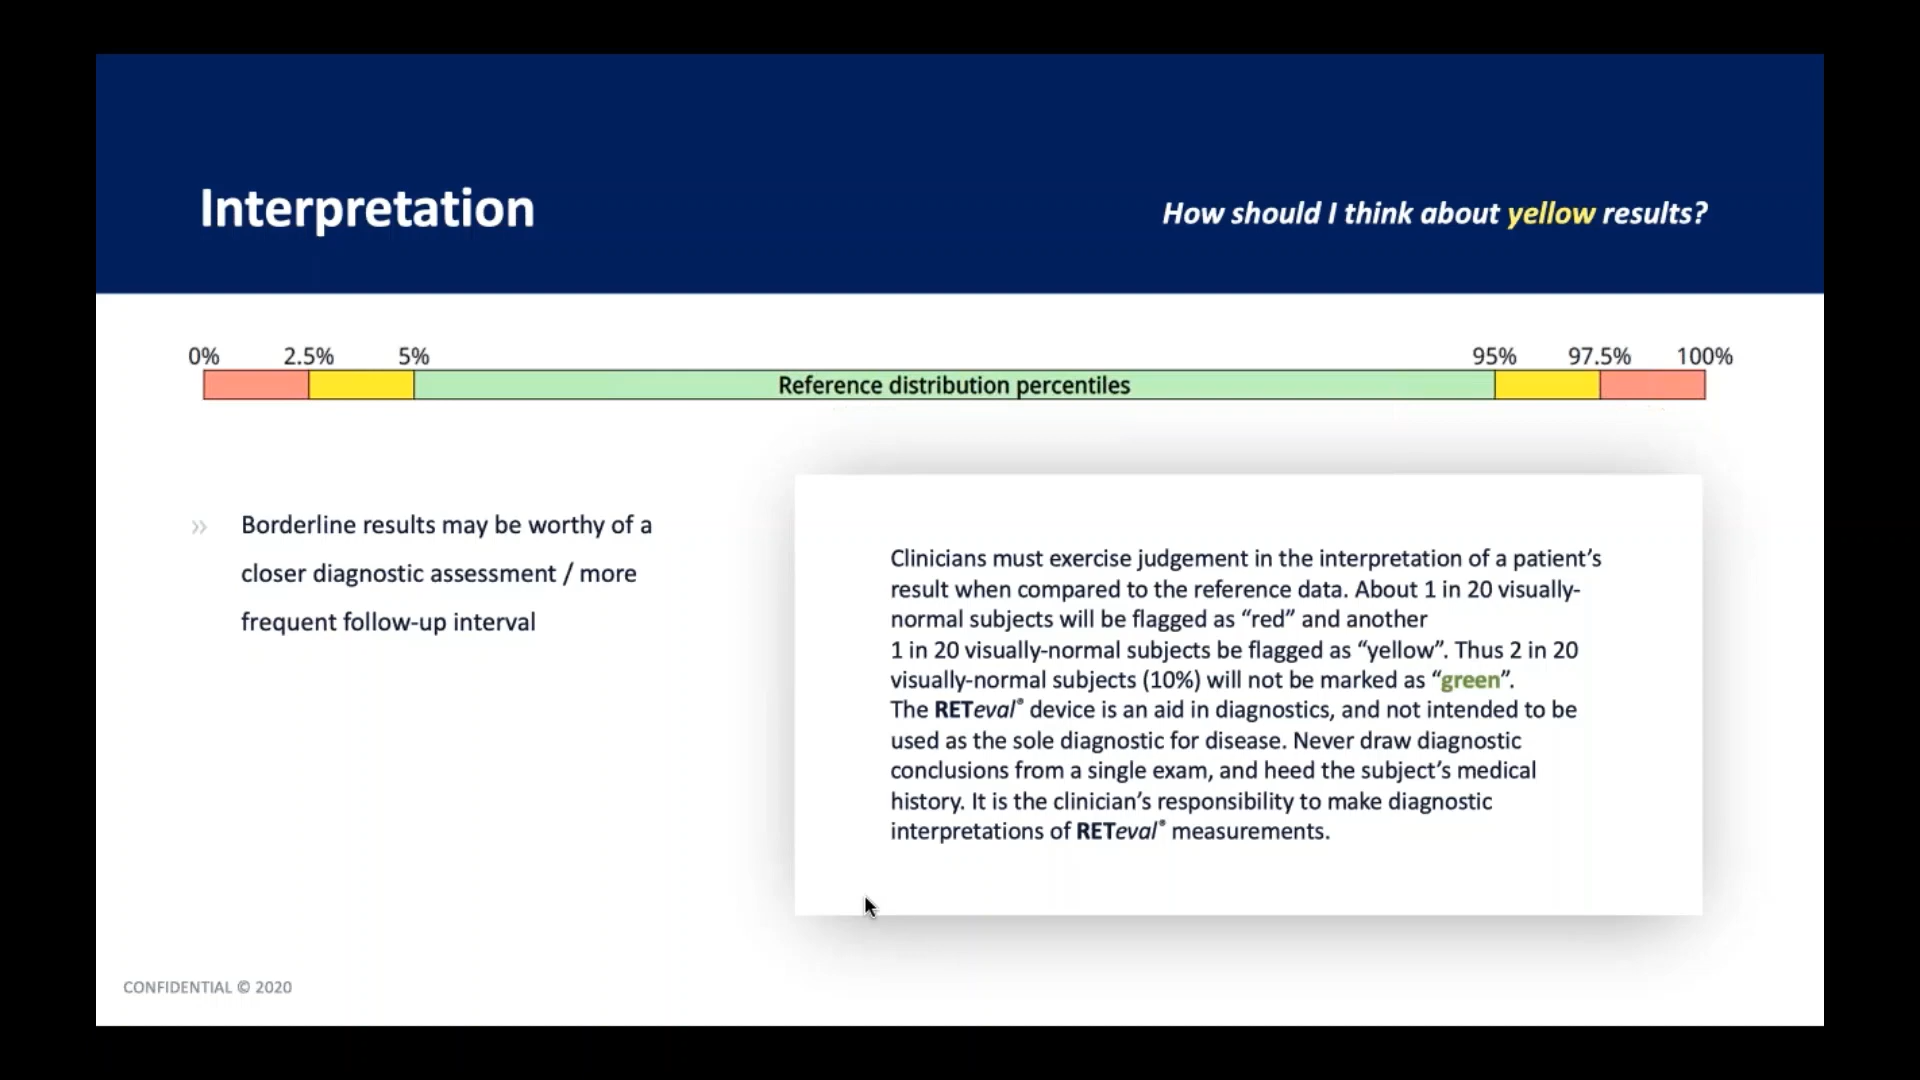 Interpretation
How should I think about yellow results?
0% 2.5% 5% 95% 97.5% 100%
Reference distribution percentiles
» Borderline results may be worthy of a
closer diagnostic assessment / more
frequent follow-up interval
Clinicians must exercise judgement in the interpretation of a patient’s
result when compared to the reference data. About 1 in 20 visually-
normal subjects will be flagged as “red” and another
1 in 20 visually-normal subjects be flagged as “yellow”. Thus 2 in 20
visually-normal subjects (10%) will not be marked as “green”.
The RETeval® device is an aid in diagnostics, and not intended to be
used as the sole diagnostic for disease. Never draw diagnostic
conclusions from a single exam, and heed the subject’s medical
history. It is the clinician’s responsibility to make diagnostic
interpretations of RETeval® measurements.
CONFIDENTIAL © 2020